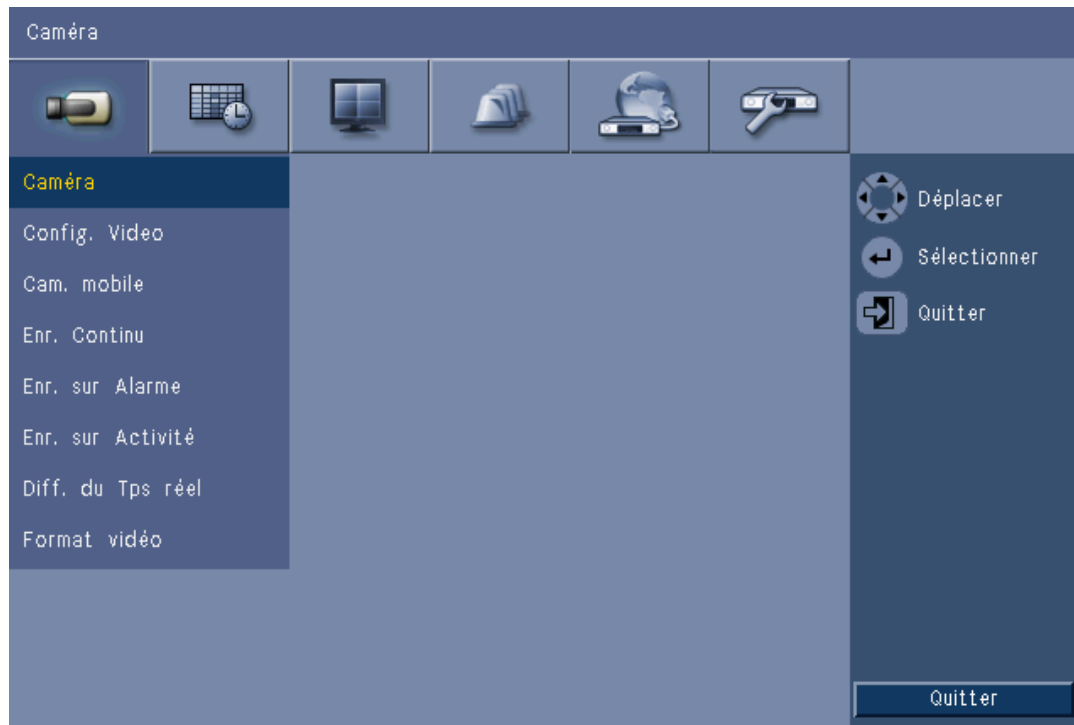 Caméra
Caméra
Config. Video
Cam. mobile
Enr. Continu
Enr. sur Alarme
Enr. sur Activité
Diff. du Tps réel
Format vidéo
Déplacer
Sélectionner
Quitter
Quitter